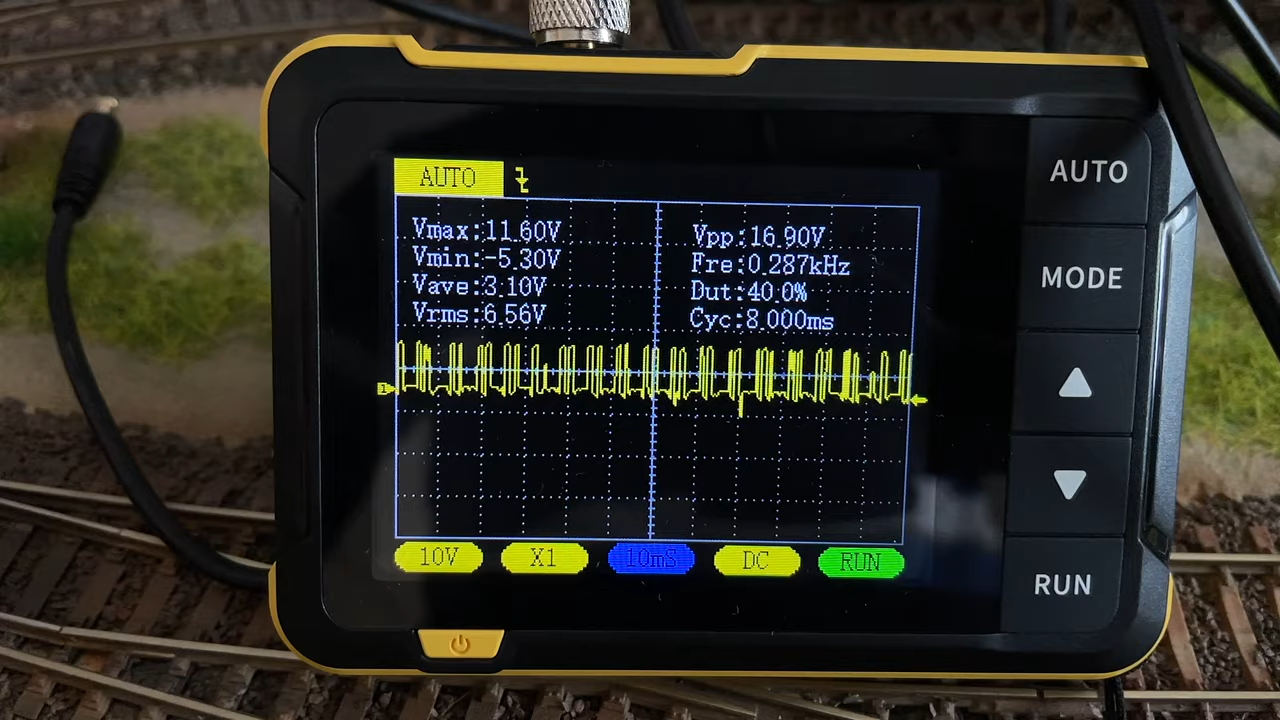 AUTO
Vmax:11.60V
Vmin:-5.30V
Vave:3.10V
Vrms:6.56V
Vpp:16.90V
Fre:0.287kHz
Dut:40.0%
Cyc:8.000ms
1
10V X1 10mS DC RUN
AUTO
MODE
RUN